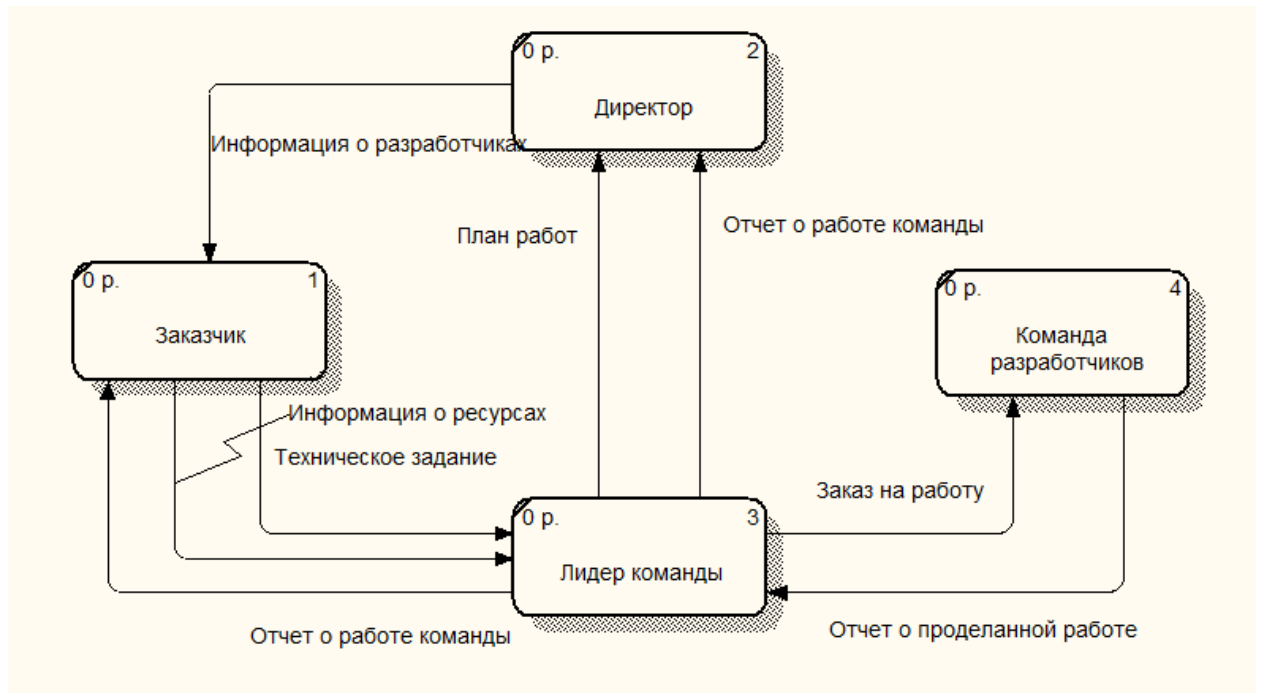 0 р. 2
Директор
Информация о разработчиках
План работ
Отчет о работе команды
0 р. 1
Заказчик
0 р. 4
Команда
разработчиков
Информация о ресурсах
Техническое задание
Заказ на работу
0 р. 3
Лидер команды
Отчет о работе команды
Отчет о проделанной работе